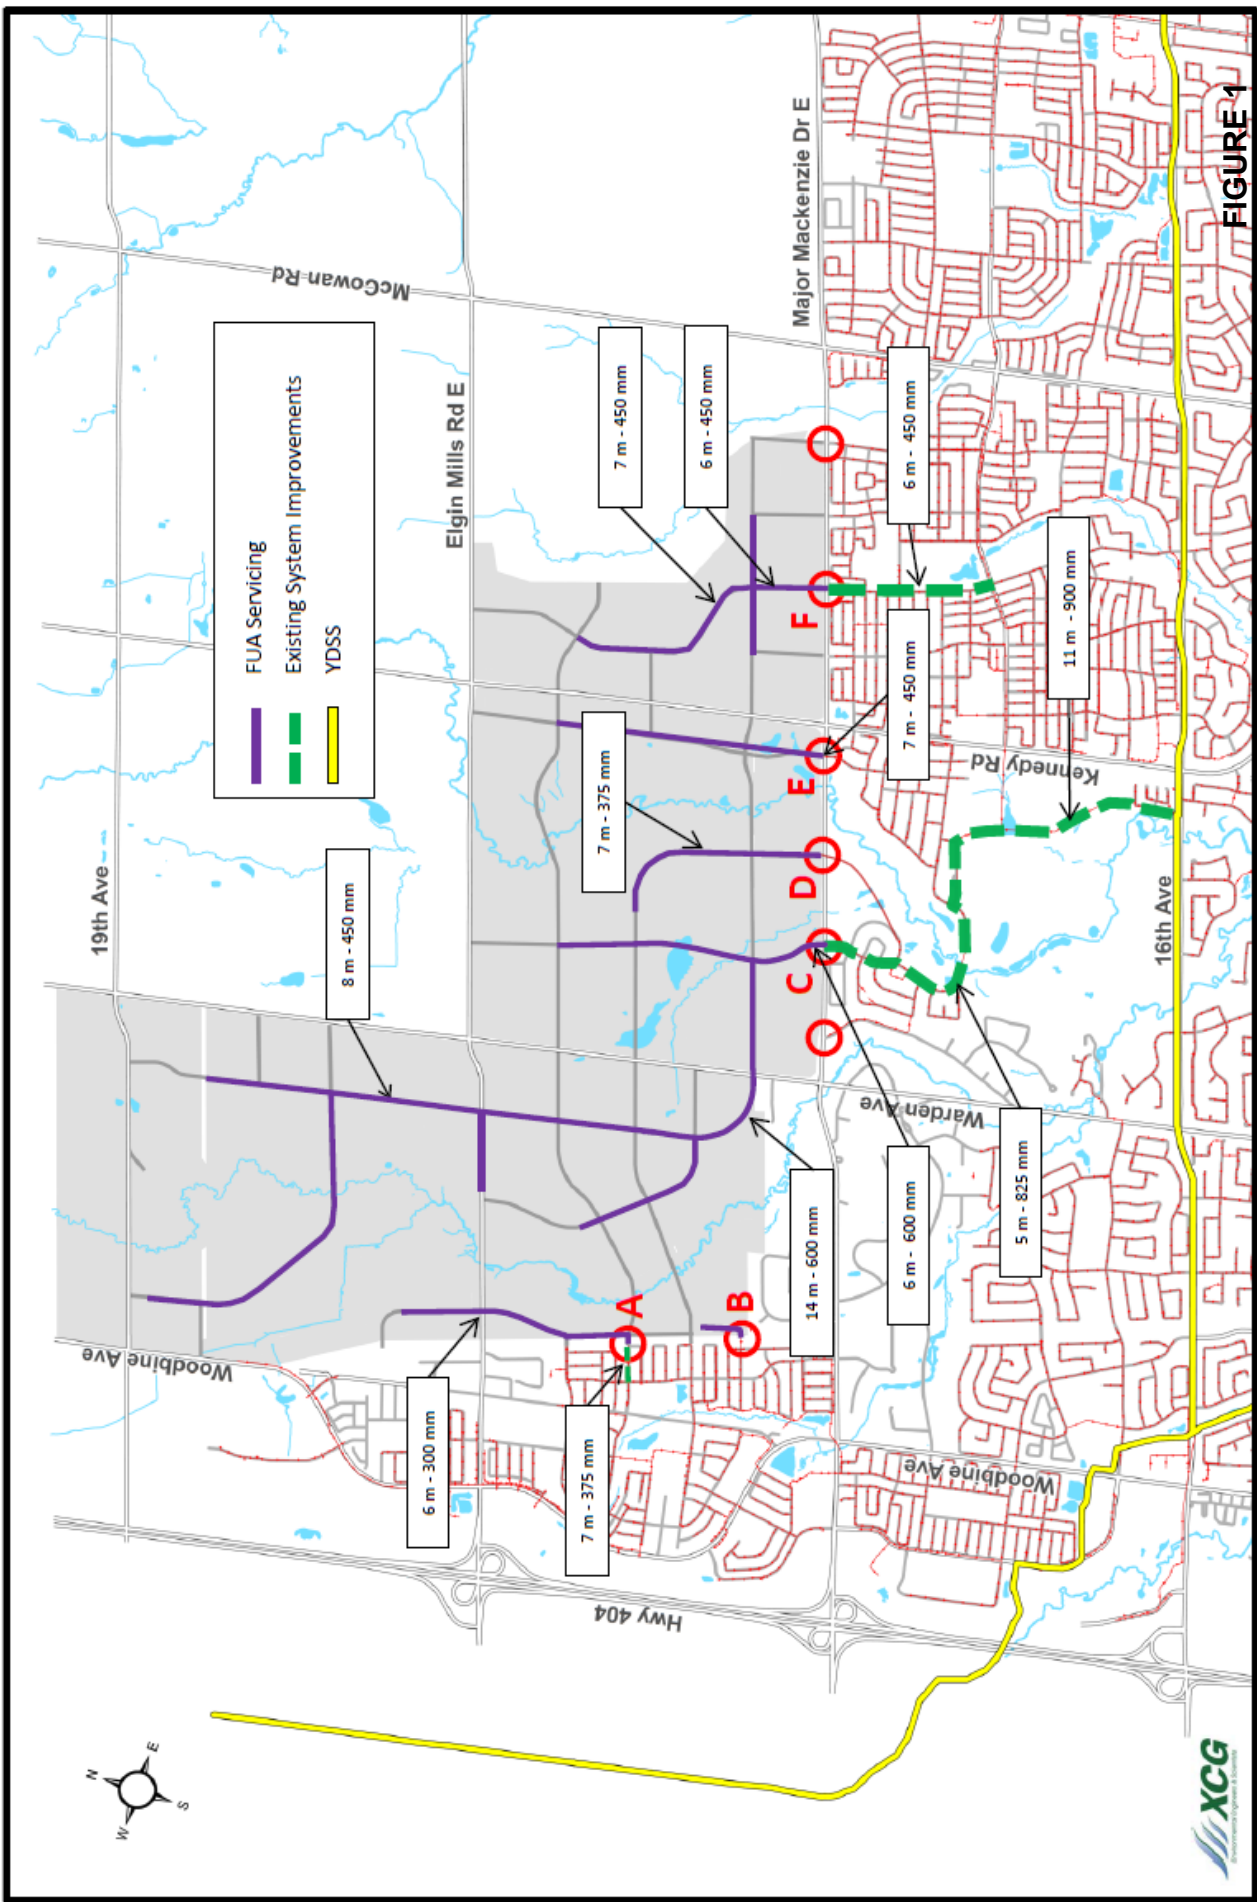 19th Ave
Elgin Mills Rd E
Major Mackenzie Dr E
16th Ave
Hwy 404
Woodbine Ave
Woodbine Ave
Warden Ave
Kennedy Rd
McCowan Rd
FUA Servicing
Existing System Improvements
YDSS
8 m - 450 mm
6 m - 300 mm
7 m - 375 mm
7 m - 375 mm
7 m - 450 mm
6 m - 450 mm
6 m - 450 mm
7 m - 450 mm
11 m - 900 mm
14 m - 600 mm
6 m - 600 mm
5 m - 825 mm
A
B
C
D
E
F
N
E
S
W
XCG
Environmental Engineers & Scientists
FIGURE 1